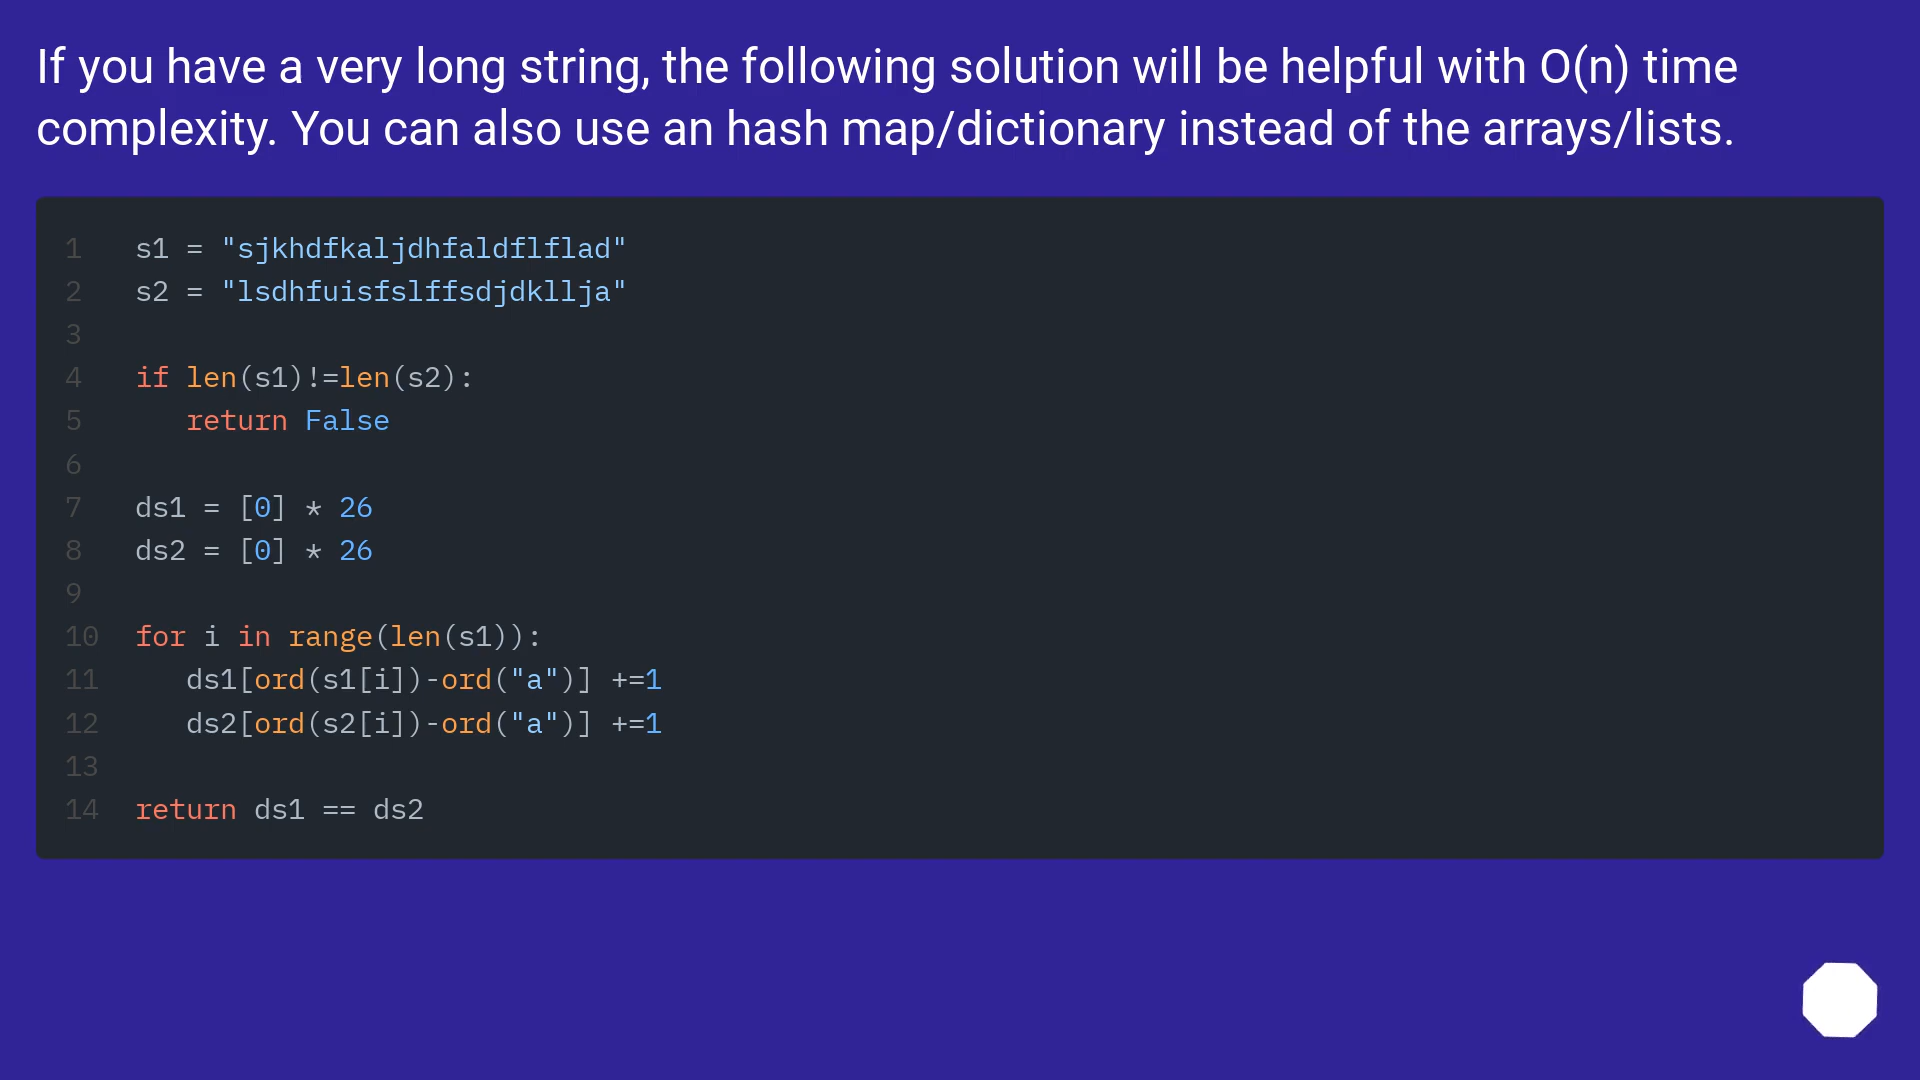 If you have a very long string, the following solution will be helpful with O(n) time
complexity. You can also use an hash map/dictionary instead of the arrays/lists.
1 s1 = "sjkhdfkaljdhfaldflflad"
2 s2 = "lsdhfuisfslffsdjdkllja"
3
4 if len(s1)!=len(s2):
5    return False
6
7 ds1 = [0] * 26
8 ds2 = [0] * 26
9
10 for i in range(len(s1)):
11    ds1[ord(s1[i])-ord("a")] +=1
12    ds2[ord(s2[i])-ord("a")] +=1
13
14 return ds1 == ds2